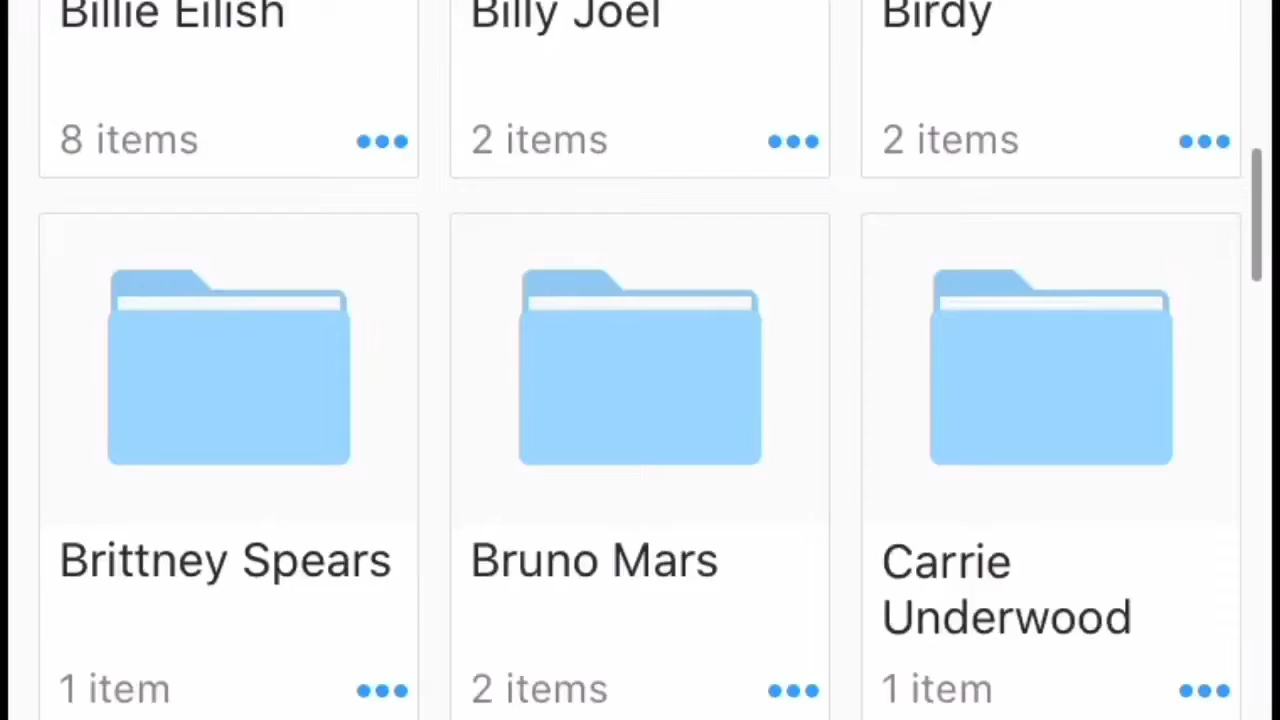 Billie Eilish
Billy Joel
Birdy
8 items
2 items
2 items
Brittney Spears
Bruno Mars
Carrie
Underwood
1 item
2 items
1 item